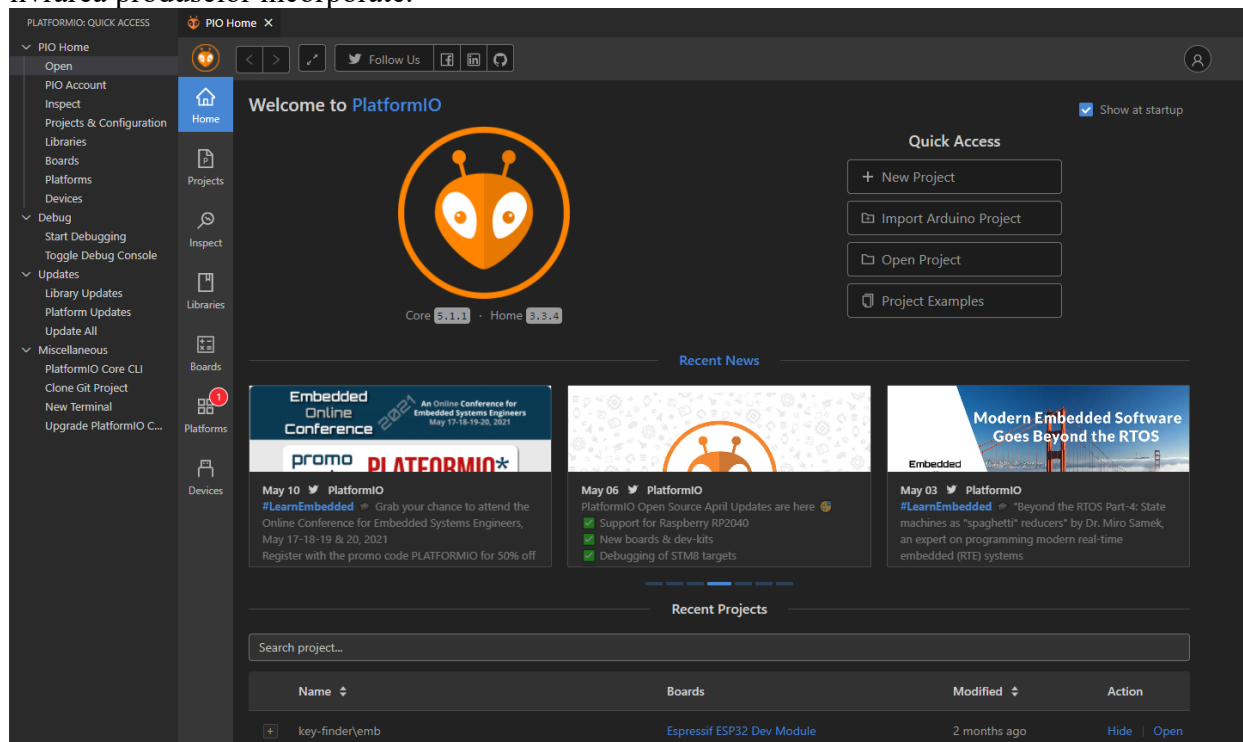 livrarea produselor incorporate.
PLATFORMIO: QUICK ACCESS
PIO Home
Open
PIO Account
Inspect
Projects & Configuration
Libraries
Boards
Platforms
Devices
Debug
Start Debugging
Toggle Debug Console
Updates
Library Updates
Platform Updates
Update All
Miscellaneous
PlatformIO Core CLI
Clone Git Project
New Terminal
Upgrade PlatformIO C...
PIO Home
Follow Us
Home
Projects
Inspect
Libraries
Boards
1
Platforms
Devices
Welcome to PlatformIO
Show at startup
Core 5.1.1 · Home 3.3.4
Quick Access
New Project
Import Arduino Project
Open Project
Project Examples
Recent News
Embedded
Online
Conference
2021
An Online Conference for
Embedded Systems Engineers
May 17-18-19-20, 2021
promo
PLATFORMIO*
May 10 PlatformIO
#LearnEmbedded Grab your chance to attend the
Online Conference for Embedded Systems Engineers,
May 17-18-19 & 20, 2021
Register with the promo code PLATFORMIO for 50% off
May 06 PlatformIO
PlatformIO Open Source April Updates are here
Support for Raspberry RP2040
New boards & dev-kits
Debugging of STM8 targets
Modern Embedded Software
Goes Beyond the RTOS
Embedded
May 03 PlatformIO
#LearnEmbedded "Beyond the RTOS Part-4: State
machines as "spaghetti" reducers" by Dr. Miro Samek,
an expert on programming modern real-time
embedded (RTE) systems
Recent Projects
Search project...
Name Boards Modified Action
key-finder\emb Espressif ESP32 Dev Module 2 months ago Hide | Open